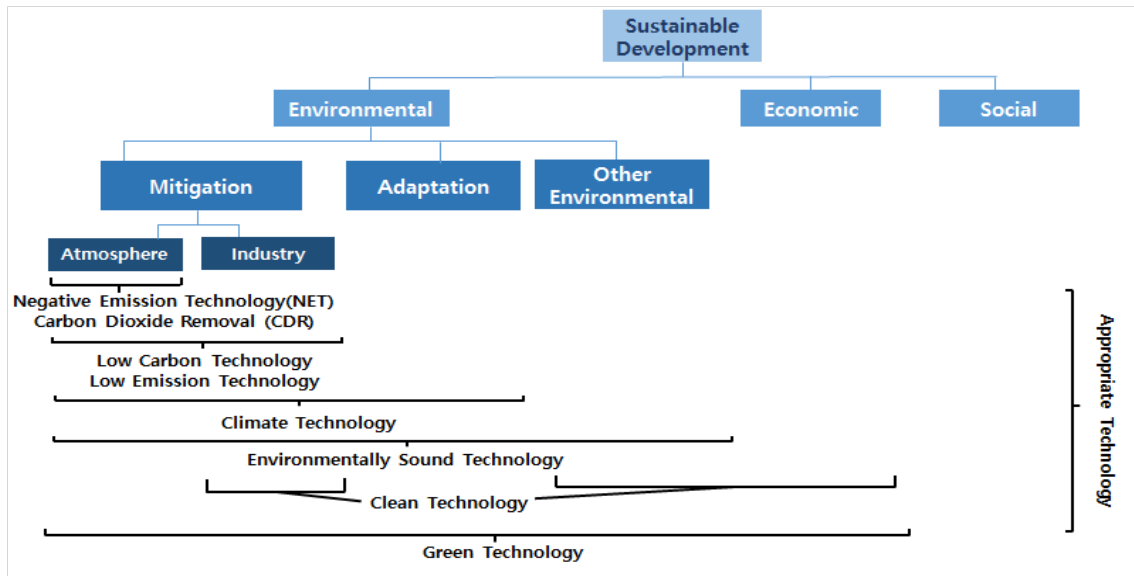 Sustainable
Development
Environmental
Economic
Social
Mitigation
Adaptation
Other
Environmental
Atmosphere
Industry
Negative Emission Technology(NET)
Carbon Dioxide Removal (CDR)
Low Carbon Technology
Low Emission Technology
Climate Technology
Environmentally Sound Technology
Clean Technology
Green Technology
Appropriate Technology